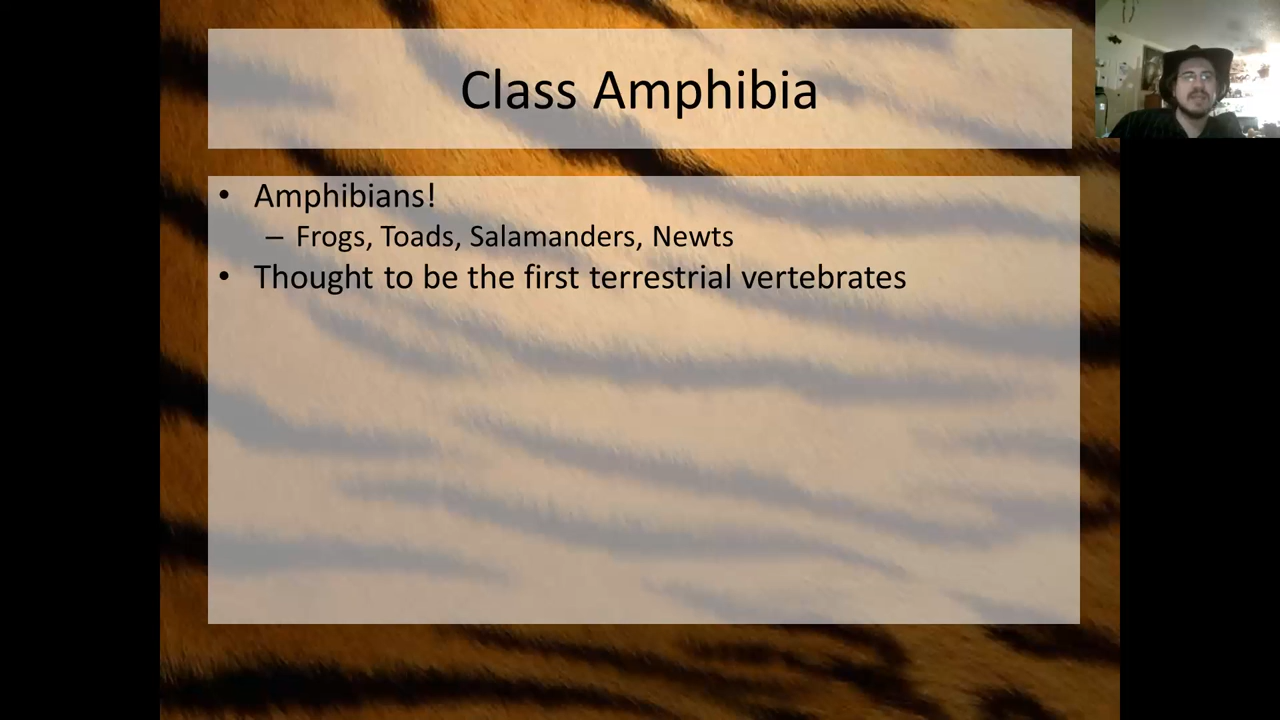 Class Amphibia
• Amphibians!
– Frogs, Toads, Salamanders, Newts
• Thought to be the first terrestrial vertebrates